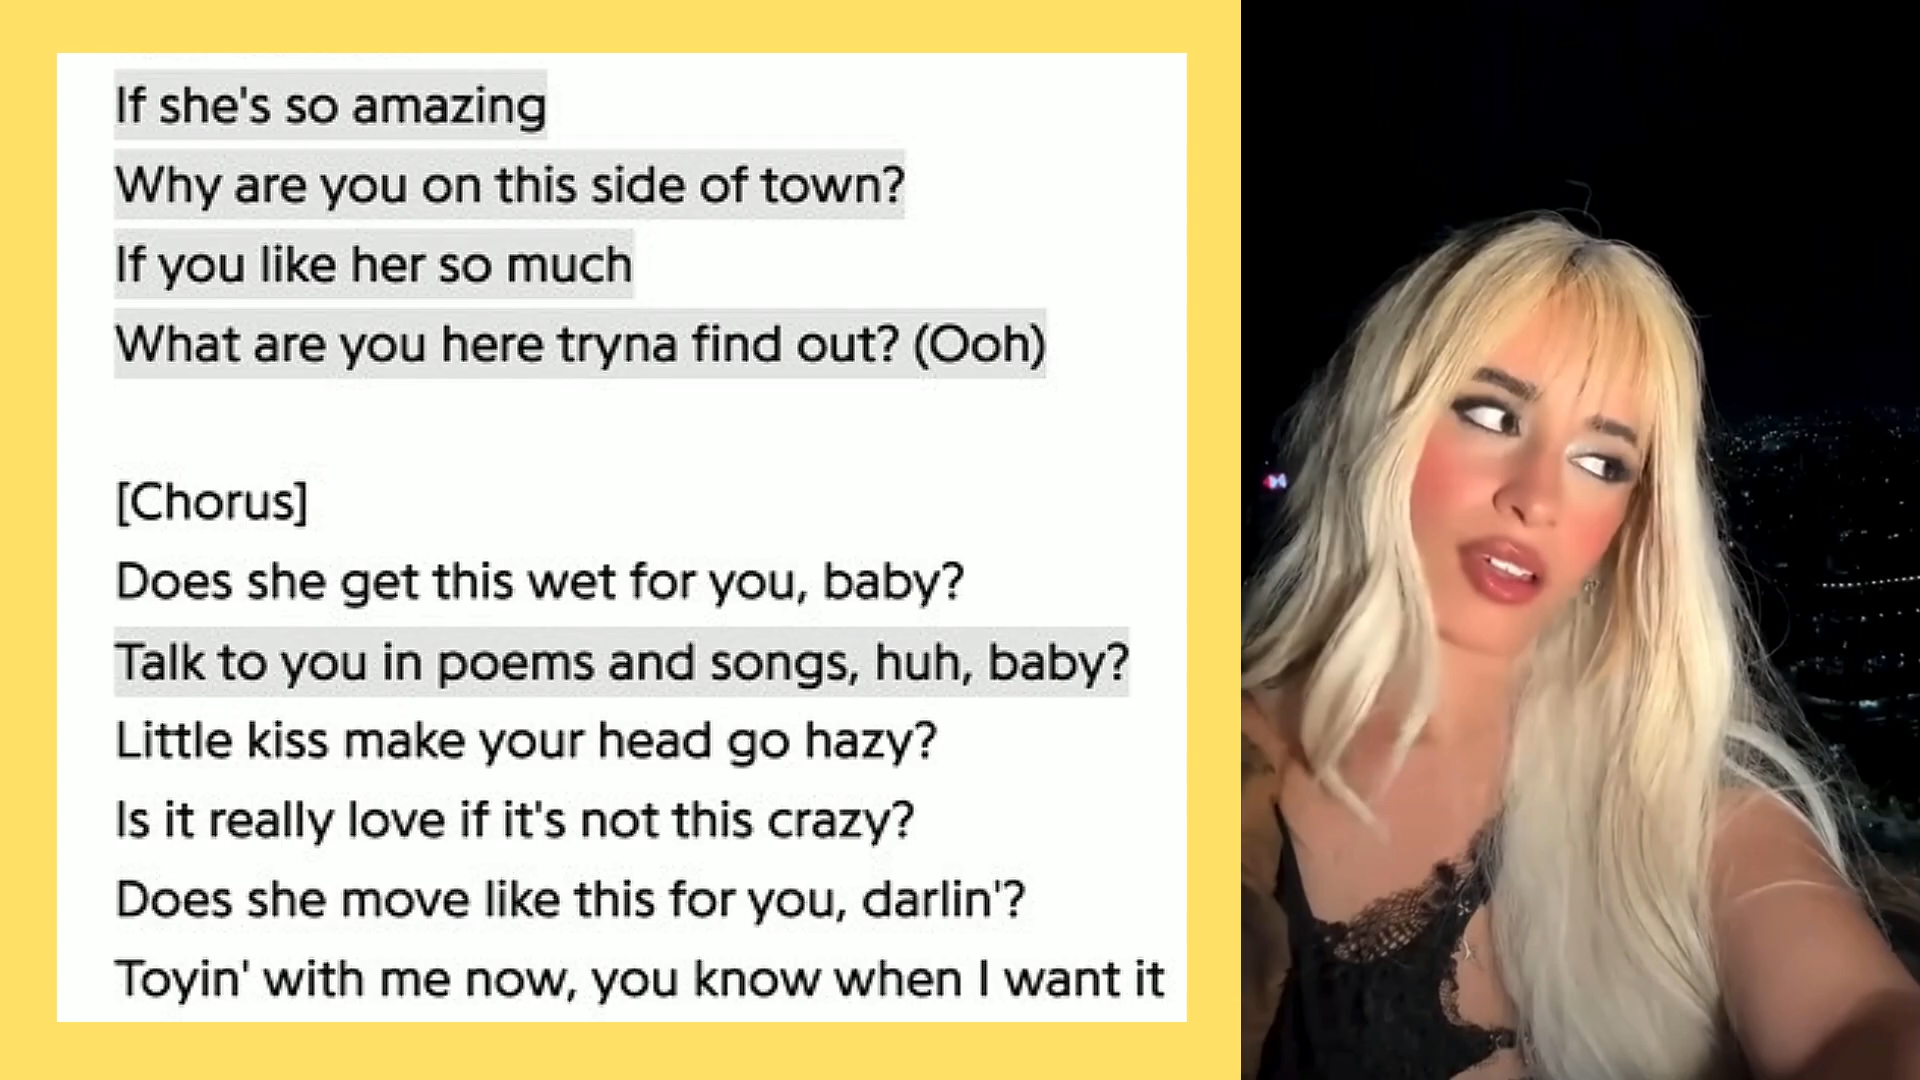 If she's so amazing
Why are you on this side of town?
If you like her so much
What are you here tryna find out? (Ooh)
[Chorus]
Does she get this wet for you, baby?
Talk to you in poems and songs, huh, baby?
Little kiss make your head go hazy?
Is it really love if it's not this crazy?
Does she move like this for you, darlin'?
Toyin' with me now, you know when I want it